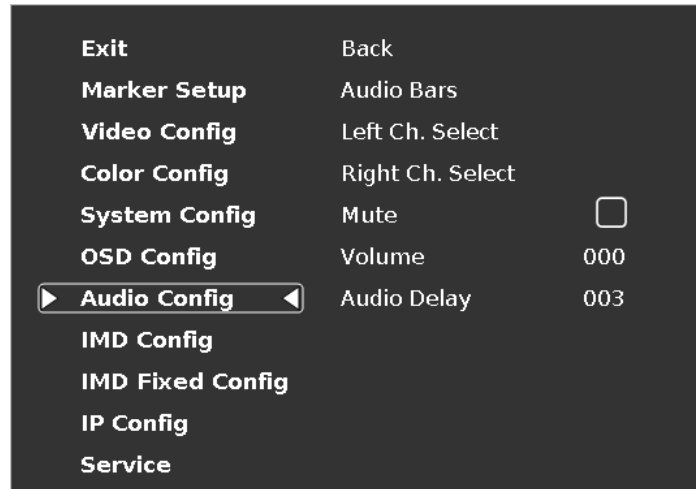 Exit Back
Marker Setup Audio Bars
Video Config Left Ch. Select
Color Config Right Ch. Select
System Config Mute
OSD Config Volume 000
Audio Config Audio Delay 003
IMD Config
IMD Fixed Config
IP Config
Service